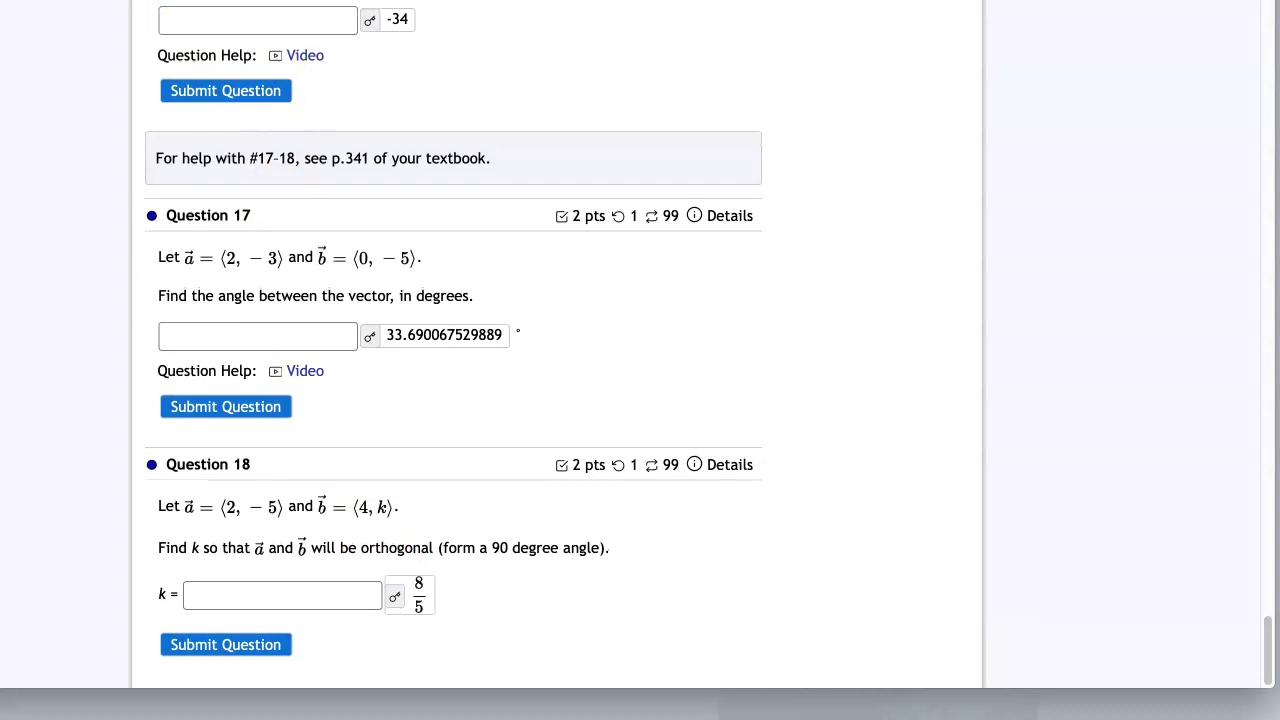 -34
Question Help: Video
Submit Question
For help with #17-18, see p.341 of your textbook.
Question 17 2 pts 1 99 Details
Let a⃗ = ⟨2, − 3⟩ and b⃗ = ⟨0, − 5⟩.
Find the angle between the vector, in degrees.
33.690067529889 °
Question Help: Video
Submit Question
Question 18 2 pts 1 99 Details
Let a⃗ = ⟨2, − 5⟩ and b⃗ = ⟨4, k⟩.
Find k so that a⃗ and b⃗ will be orthogonal (form a 90 degree angle).
k = 8/5
Submit Question